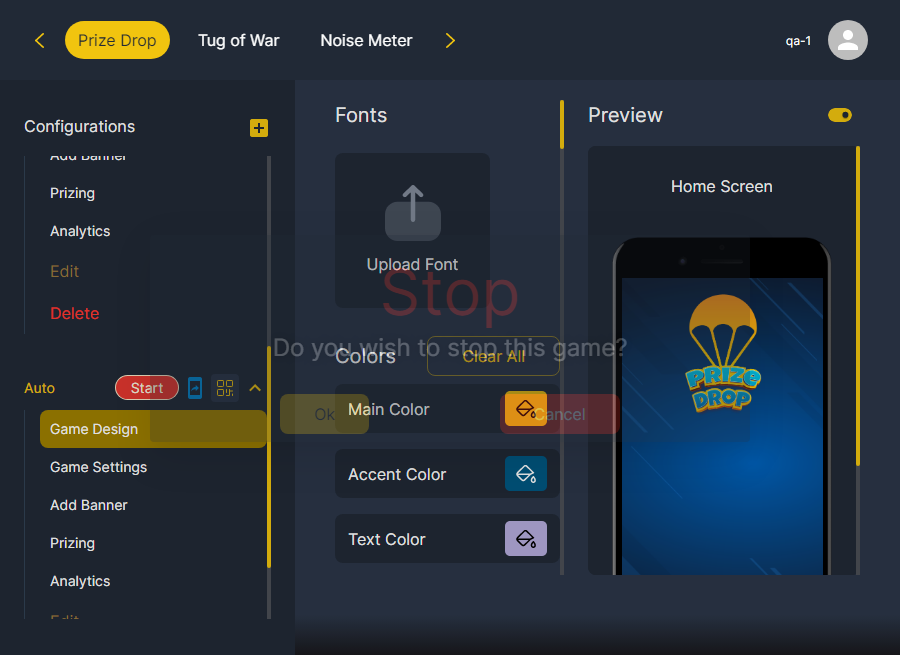 Prize Drop
Tug of War
Noise Meter
qa-1
Configurations
Add Banner
Prizing
Analytics
Edit
Delete
Auto
Start
Game Design
Game Settings
Add Banner
Prizing
Analytics
Edit
Fonts
Upload Font
Stop
Do you wish to stop this game?
Ok
Cancel
Colors
Clear All
Main Color
Accent Color
Text Color
Preview
Home Screen
PRIZE
DROP